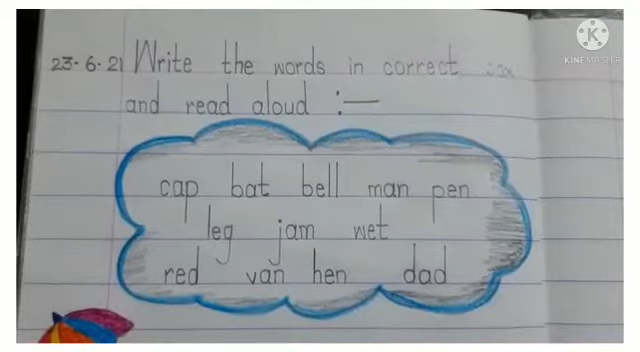 23.6.21 Write the words in correct box
and read aloud :—
cap bat bell man pen
leg jam wet
red van hen dad
KINEMASTER